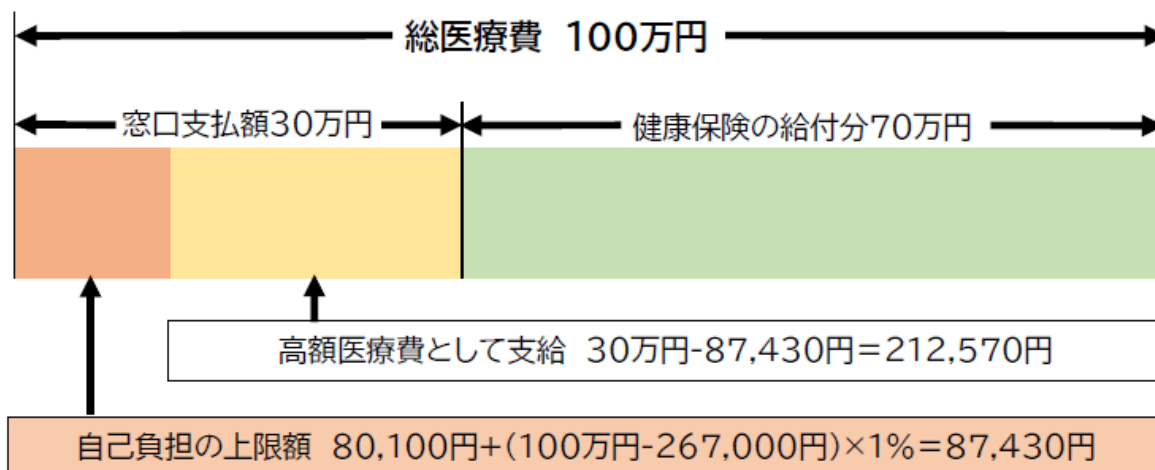 総医療費 100万円
窓口支払額30万円
健康保険の給付分70万円
高額医療費として支給 30万円-87,430円=212,570円
自己負担の上限額 80,100円+(100万円-267,000円)×1%=87,430円